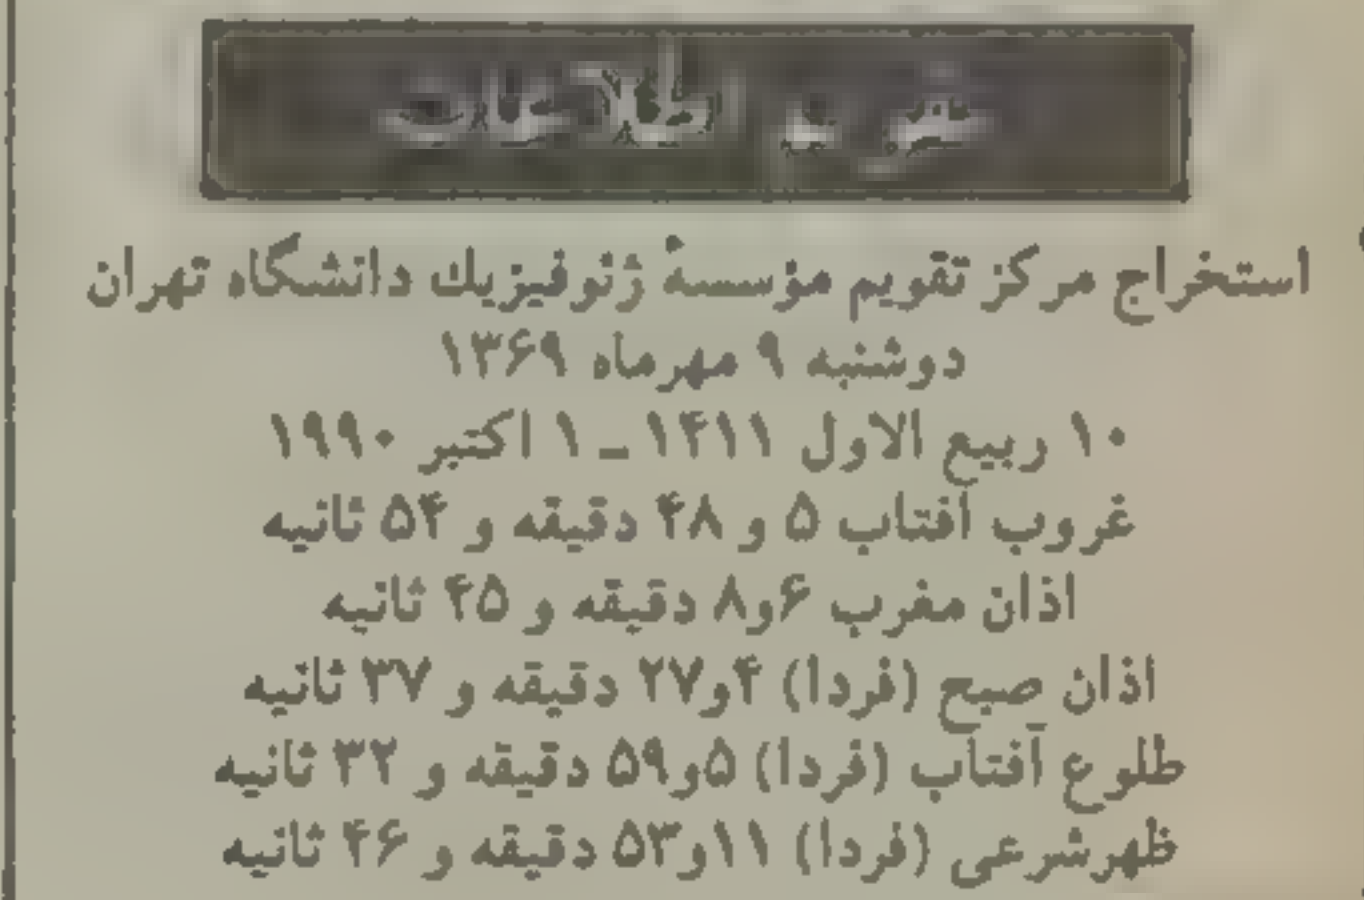 اطلاعات
استخراج مرکز تقویم مؤسسهٔ ژئوفیزیك دانشگاه تهران
دوشنبه ۹ مهرماه ۱۳۶۹
۱۰ ربیع الاول ۱۴۱۱ ـ ۱ اکتبر ۱۹۹۰
غروب آفتاب ۵ و ۴۸ دقیقه و ۵۴ ثانیه
اذان مغرب ۶و۸ دقیقه و ۴۵ ثانیه
اذان صبح (فردا) ۴و۲۷ دقیقه و ۳۷ ثانیه
طلوع آفتاب (فردا) ۵و۵۹ دقیقه و ۳۲ ثانیه
ظهرشرعی (فردا) ۱۱و۵۳ دقیقه و ۴۶ ثانیه